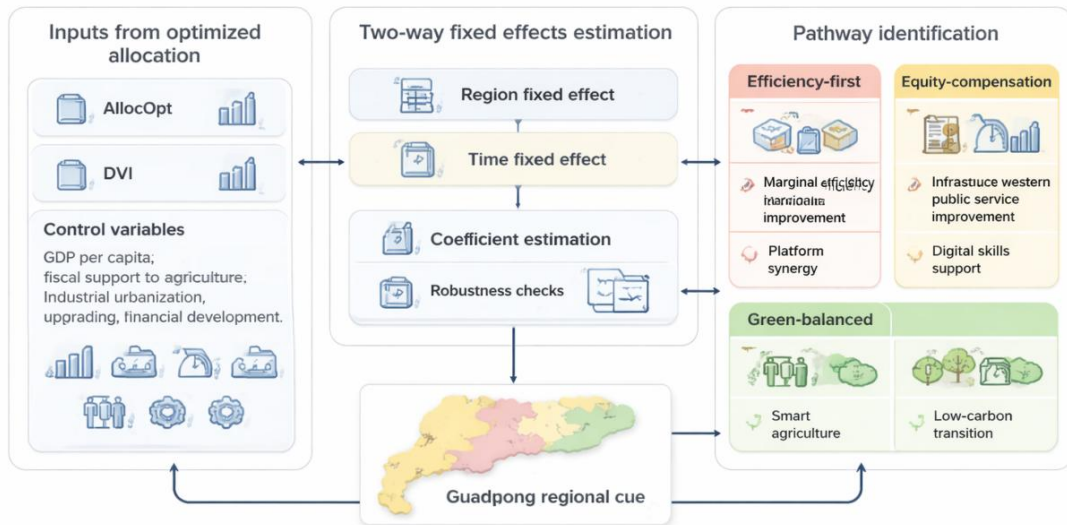 Inputs from optimized
allocation
AllocOpt
DVI
Control variables
GDP per capita;
fiscal support to agriculture;
Industrial urbanization,
upgrading, financial development.
Two-way fixed effects estimation
Region fixed effect
Time fixed effect
Coefficient estimation
Robustness checks
Guadpong regional cue
Pathway identification
Efficiency-first
Marginal
improvement
Platform
synergy
Equity-compensation
Infrastruce western
public service
improvement
Digital skills
support
Green-balanced
Smart
agriculture
Low-carbon
transition